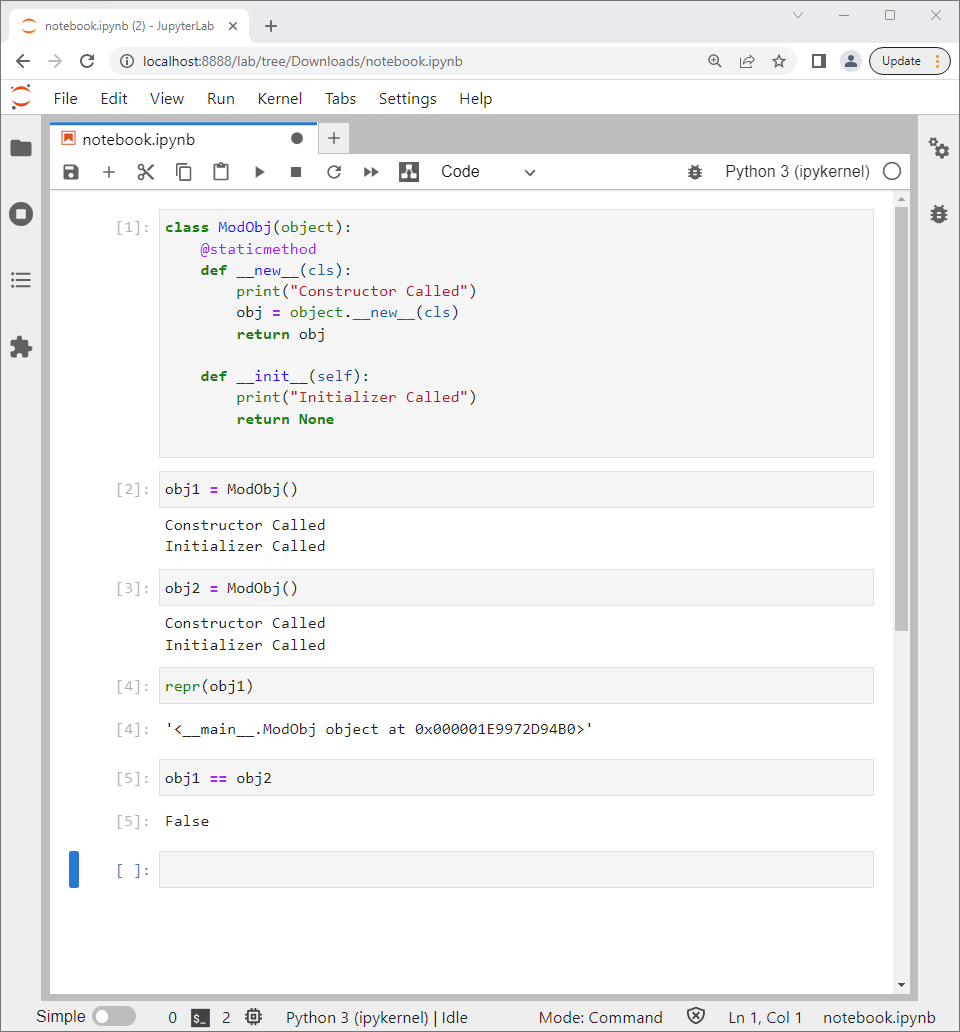 notebook.ipynb (2) - JupyterLab
localhost:8888/lab/tree/Downloads/notebook.ipynb
Update
File Edit View Run Kernel Tabs Settings Help
notebook.ipynb
Code
Python 3 (ipykernel)
[1]: class ModObj(object):
    @staticmethod
    def __new__(cls):
        print("Constructor Called")
        obj = object.__new__(cls)
        return obj
    def __init__(self):
        print("Initializer Called")
        return None
[2]: obj1 = ModObj()
Constructor Called
Initializer Called
[3]: obj2 = ModObj()
Constructor Called
Initializer Called
[4]: repr(obj1)
[4]: '<__main__.ModObj object at 0x000001E9972D94B0>'
[5]: obj1 == obj2
[5]: False
[ ]:
Simple 0 $_ 2 Python 3 (ipykernel) | Idle Mode: Command Ln 1, Col 1 notebook.ipynb